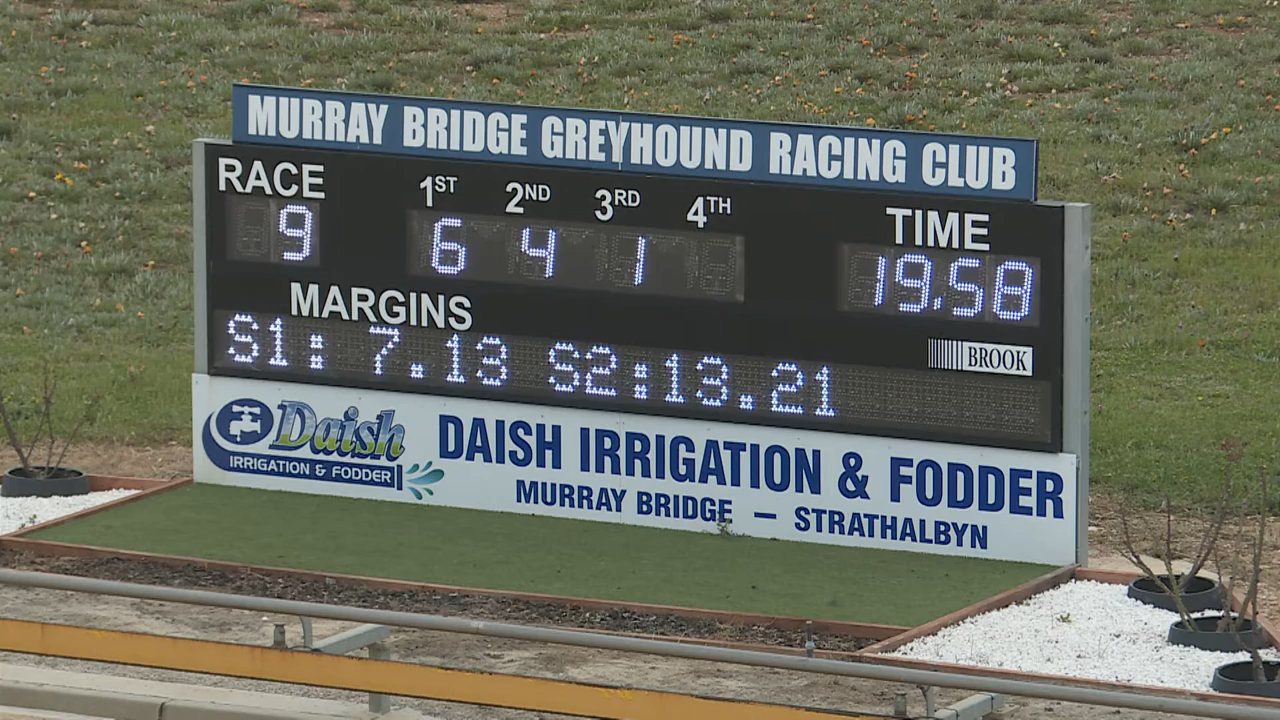 MURRAY BRIDGE GREYHOUND RACING CLUB
RACE 1ST 2ND 3RD 4TH TIME
9 6 4 1 19.58
MARGINS
BROOK
S1: 7.13 S2:13.21
Daish
IRRIGATION & FODDER
DAISH IRRIGATION & FODDER
MURRAY BRIDGE – STRATHALBYN